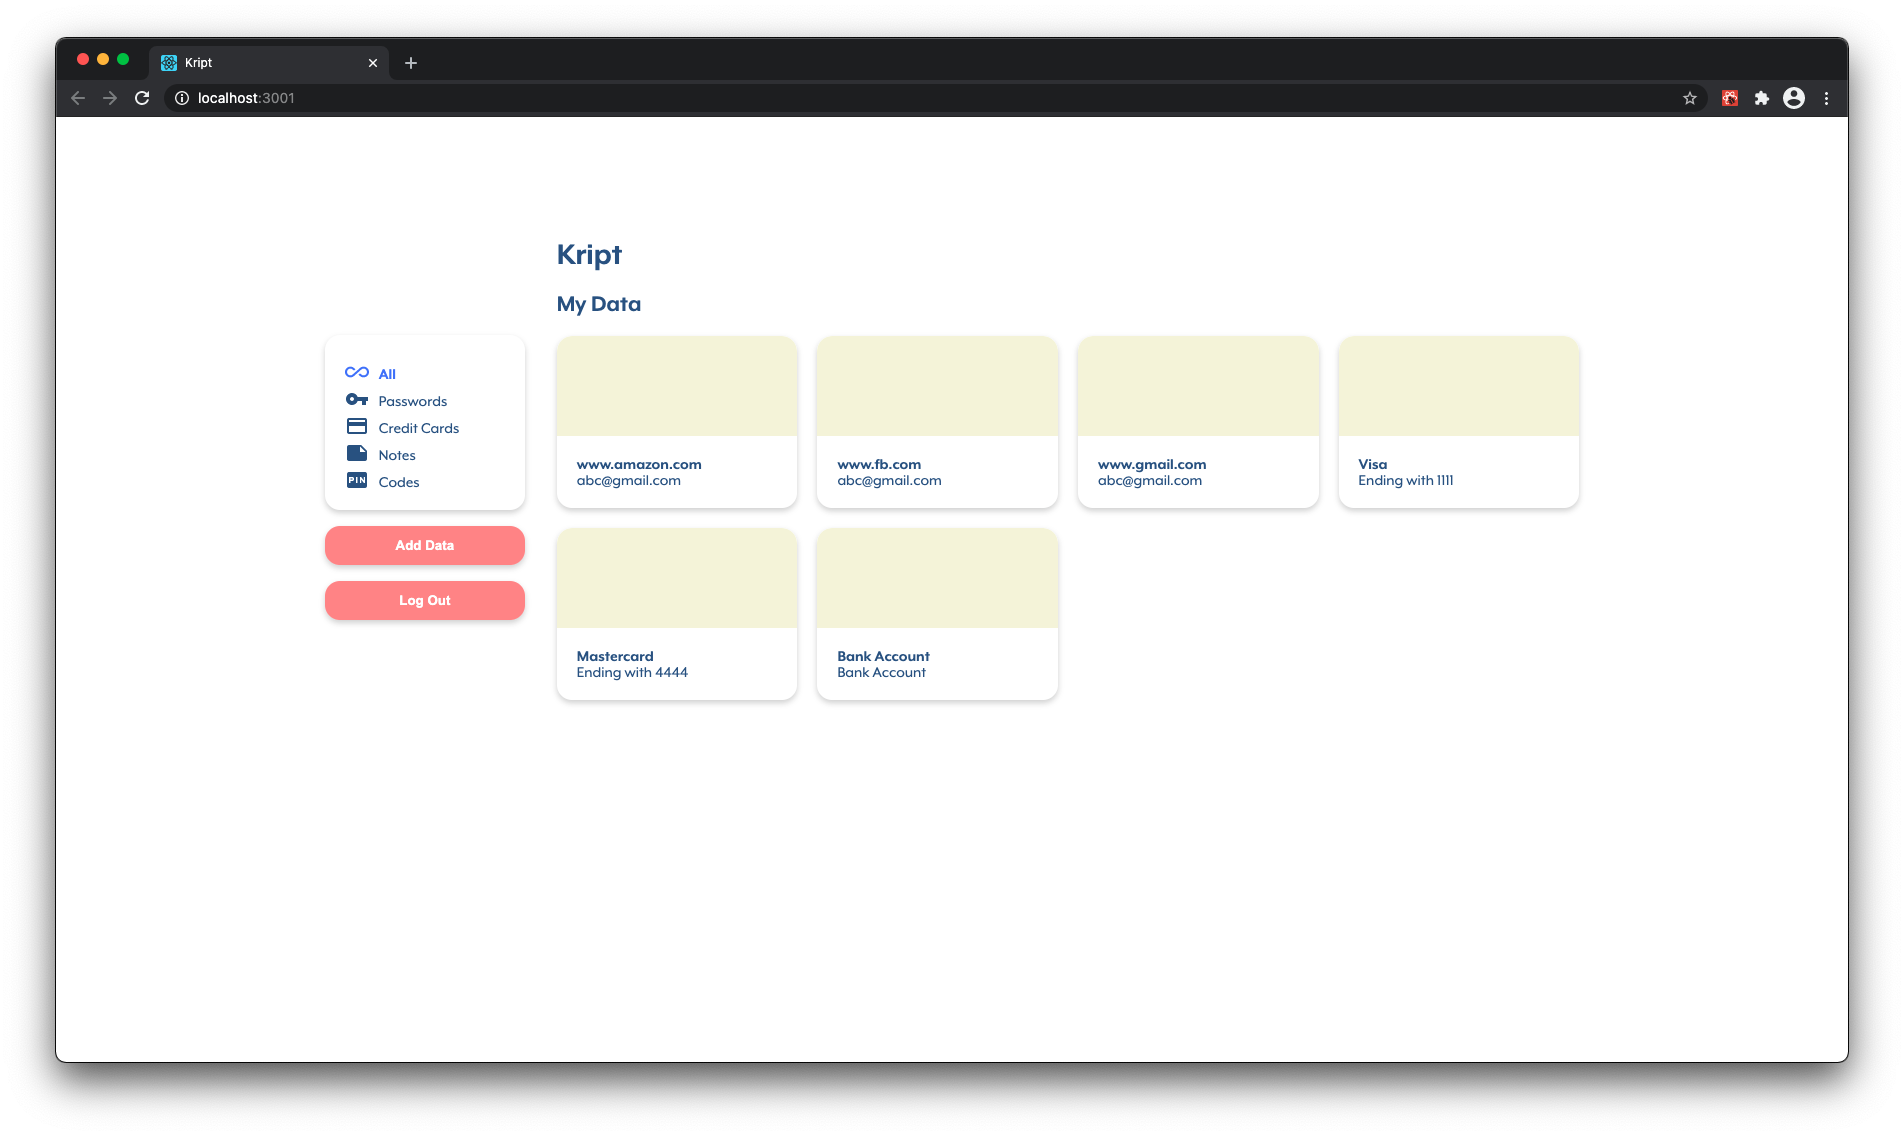 Kript
localhost:3001
Kript
My Data
All
Passwords
Credit Cards
Notes
PIN
Codes
Add Data
Log Out
www.amazon.com
abc@gmail.com
www.fb.com
abc@gmail.com
www.gmail.com
abc@gmail.com
Visa
Ending with 1111
Mastercard
Ending with 4444
Bank Account
Bank Account